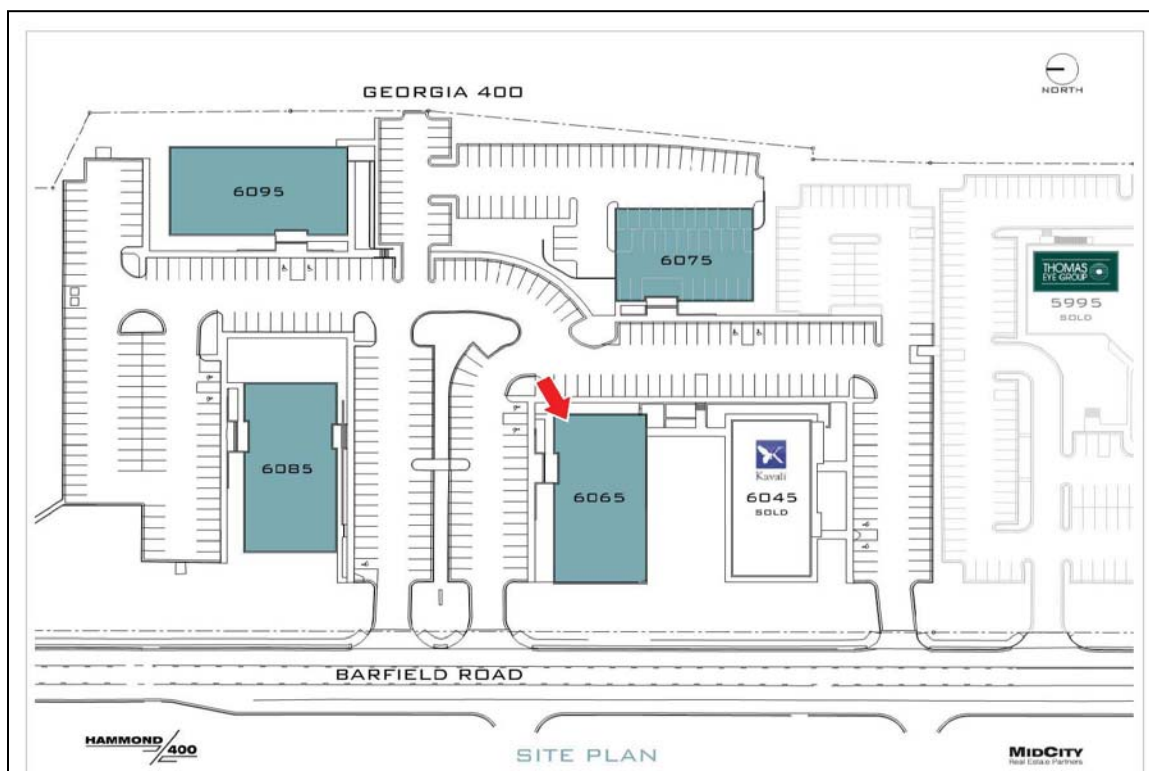 GEORGIA 400
NORTH
6095
6075
THOMAS
EYE GROUP
5995
SOLD
6085
6065
Kavali
6045
SOLD
BARFIELD ROAD
HAMMOND
400
SITE PLAN
MIDCITY
Real Estate Partners